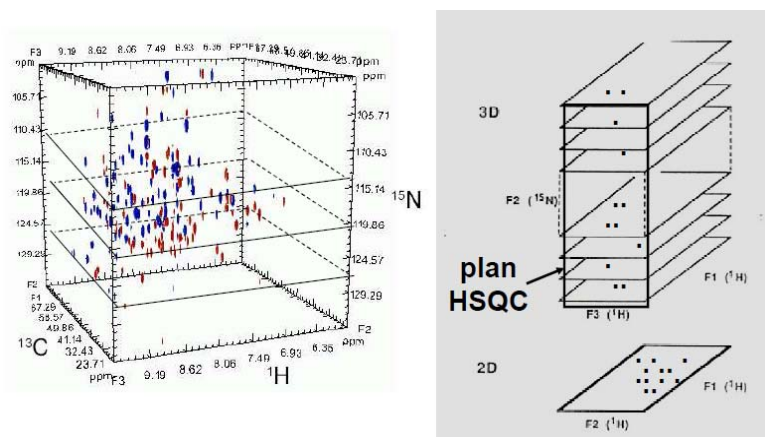 F3 9.19 8.62 8.06 7.49 6.93 6.36 ppm
ppm
ppm
105.71
110.43
115.14
119.86
124.57
129.29
F2
F1
67.29
58.57
49.86
41.14
32.43
23.71
ppm
13C
F3 9.19 8.62 8.06 7.49 6.93 6.36 ppm
1H
105.71
110.43
115.14
119.86
124.57
129.29
F2
15N
3D
F2 (15N)
plan
HSQC
F1 (1H)
F3 (1H)
2D
F1 (1H)
F2 (1H)